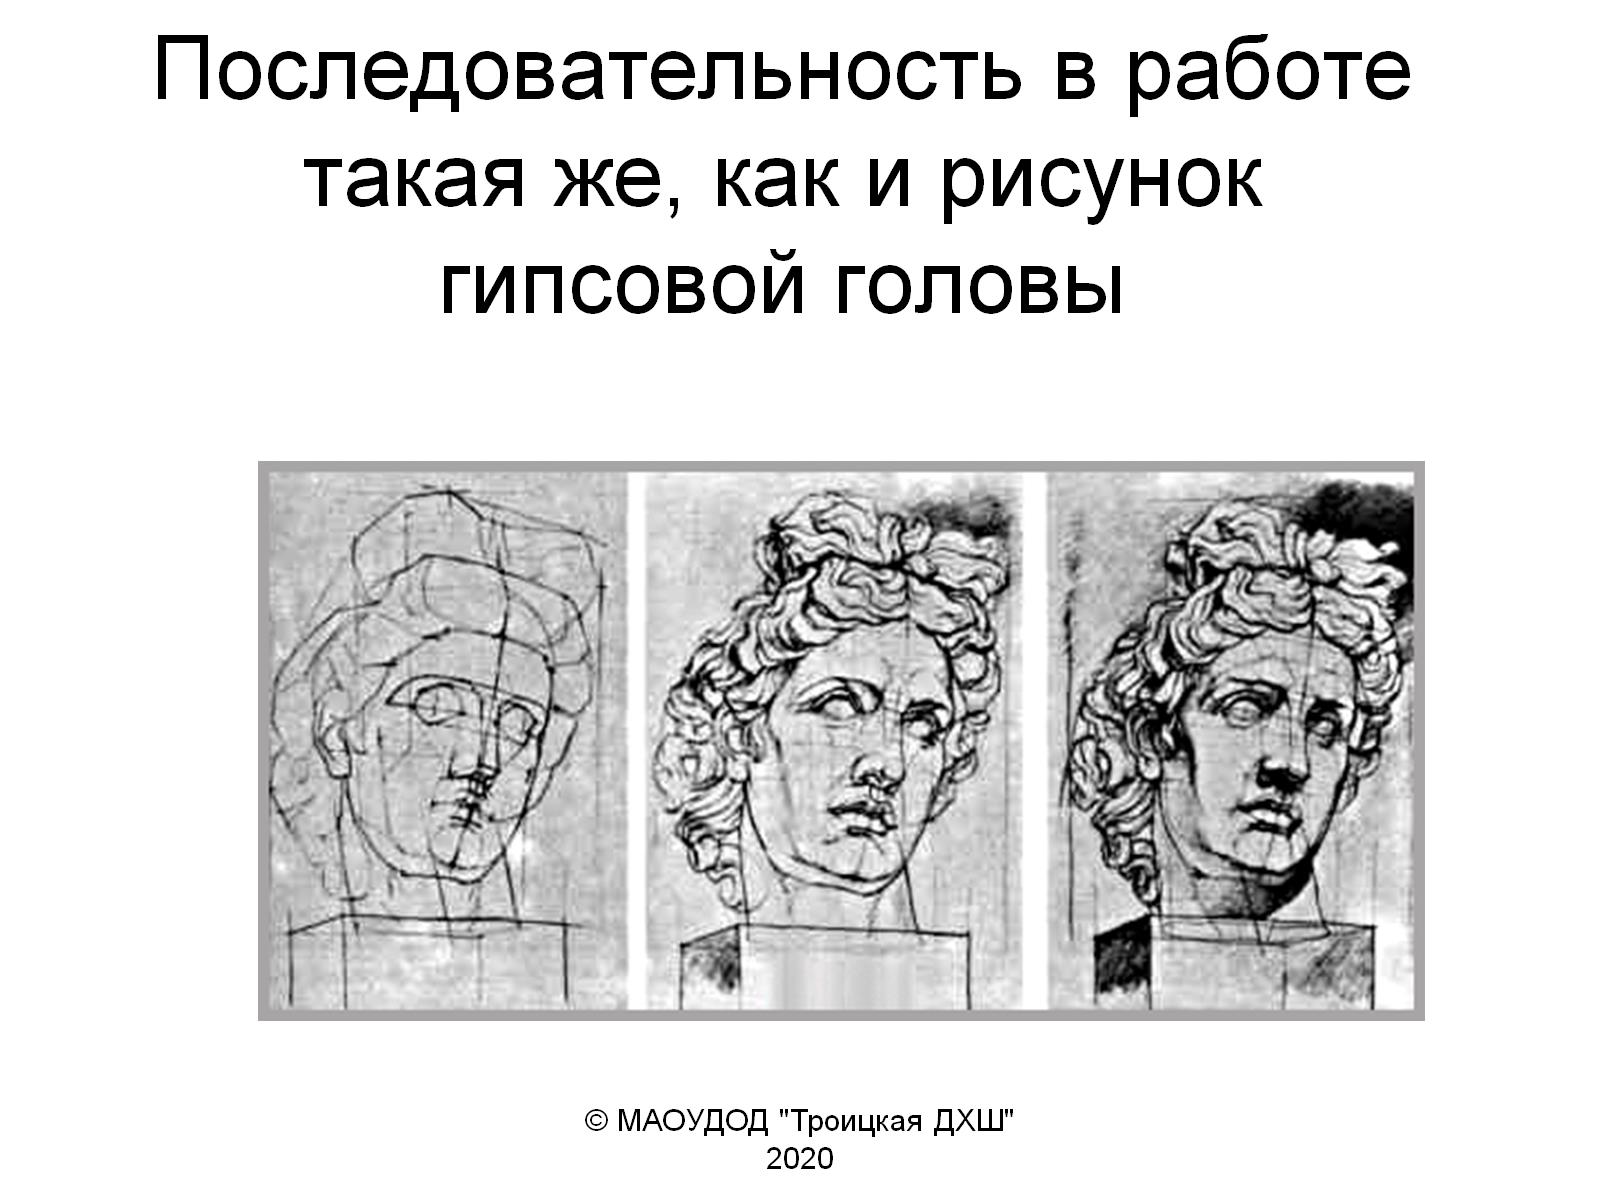 Последовательность в работе
такая же, как и рисунок
гипсовой головы
© МАОУДОД "Троицкая ДХШ"
2020